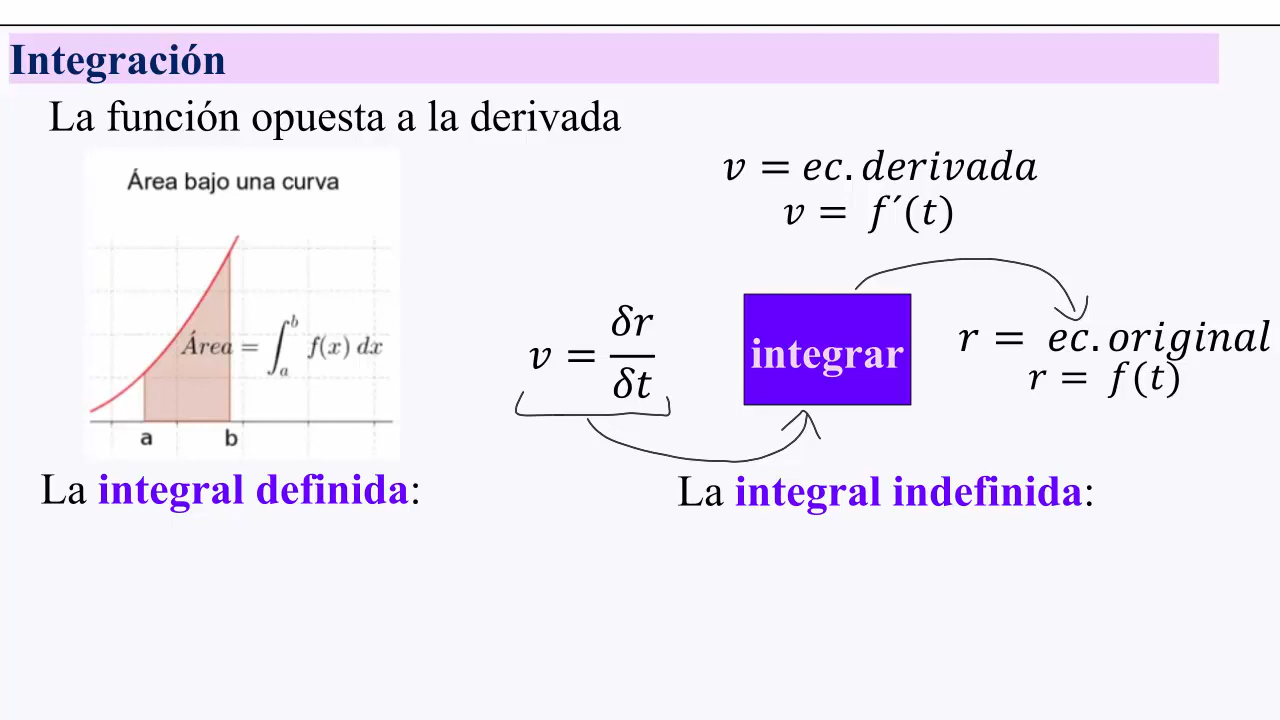 Integración
La función opuesta a la derivada
Área bajo una curva
Área = ∫_a^b f(x) dx
a b
v = ec. derivada
v = f´(t)
v = δr/δt
integrar
r = ec. original
r = f(t)
La integral definida:
La integral indefinida: